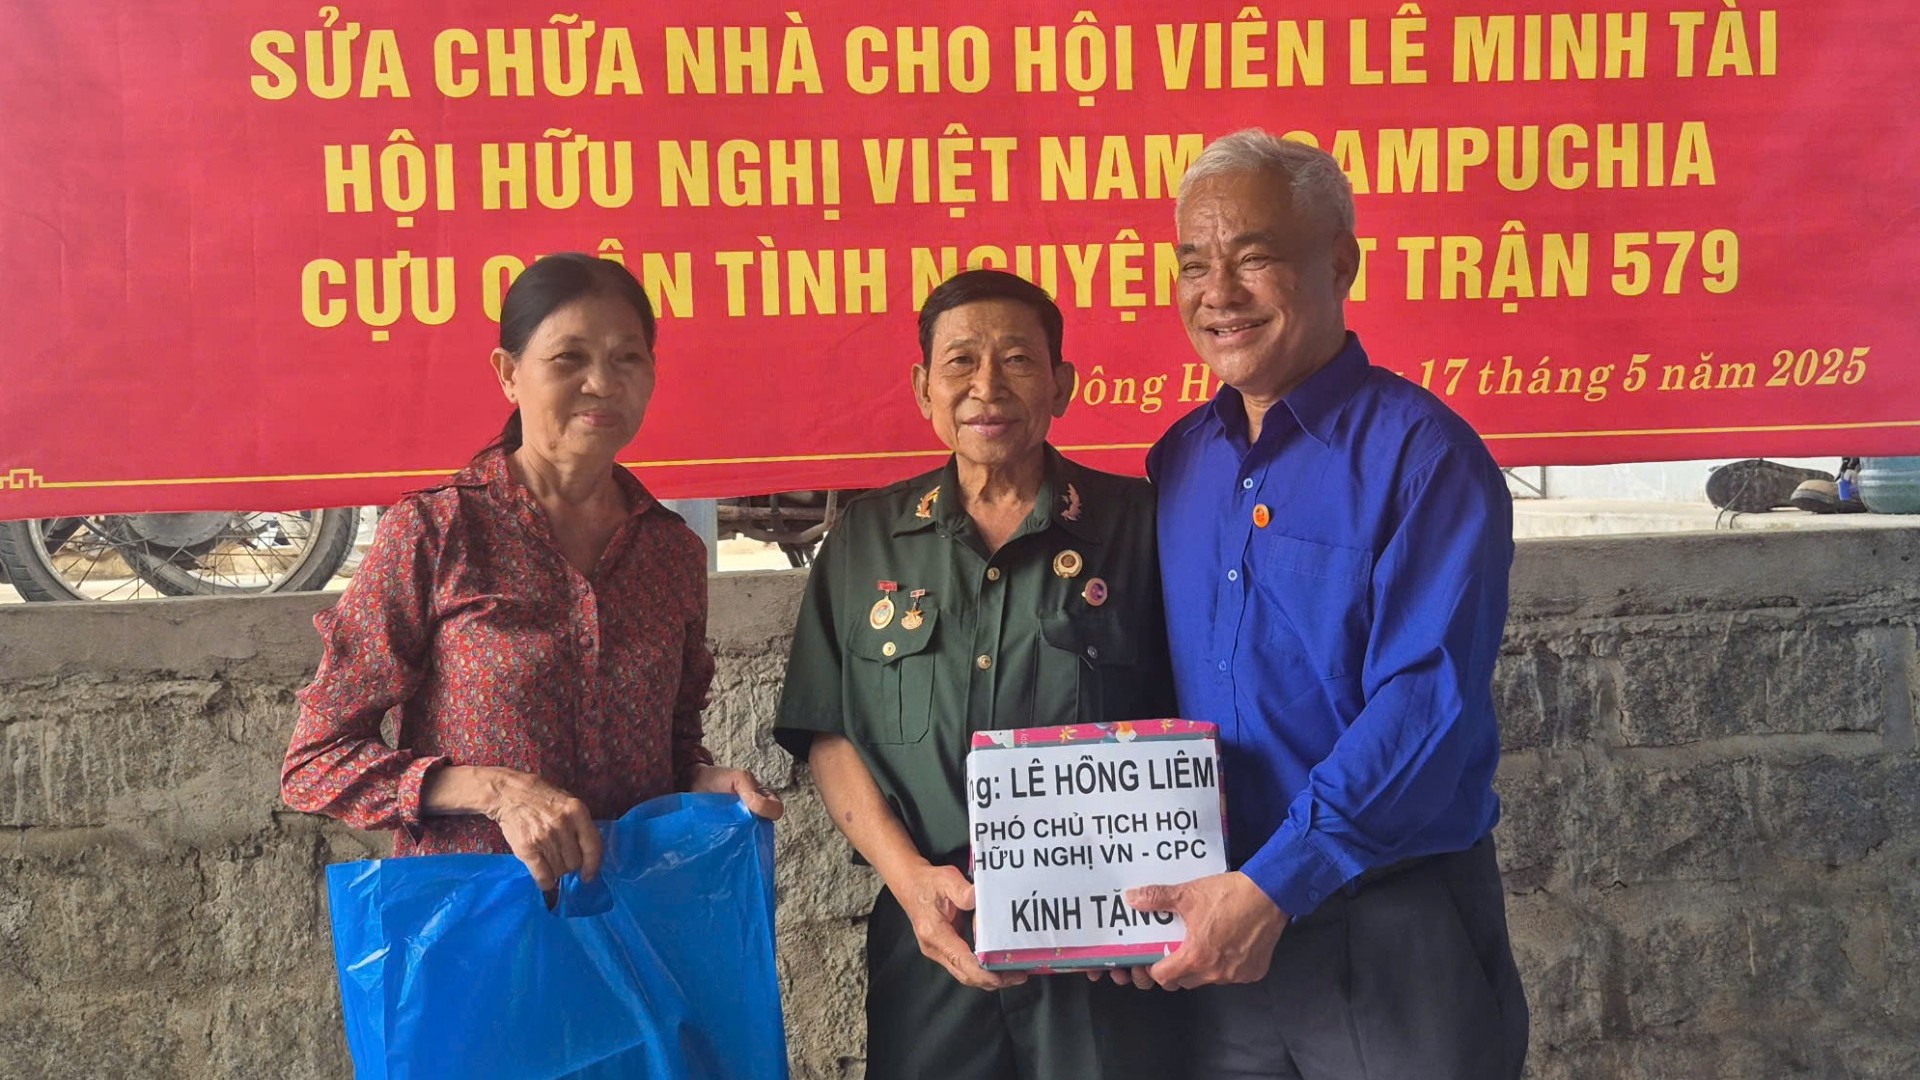 SỬA CHỮA NHÀ CHO HỘI VIÊN LÊ MINH TÀI
HỘI HỮU NGHỊ VIỆT NAM CAMPUCHIA
CỰU QUÂN TÌNH NGUYỆN TRẬN 579
17 tháng 5 năm 2025
LÊ HỒNG LIÊM
PHÓ CHỦ TỊCH HỘI
HỮU NGHỊ VN - CPC
KÍNH TẶNG